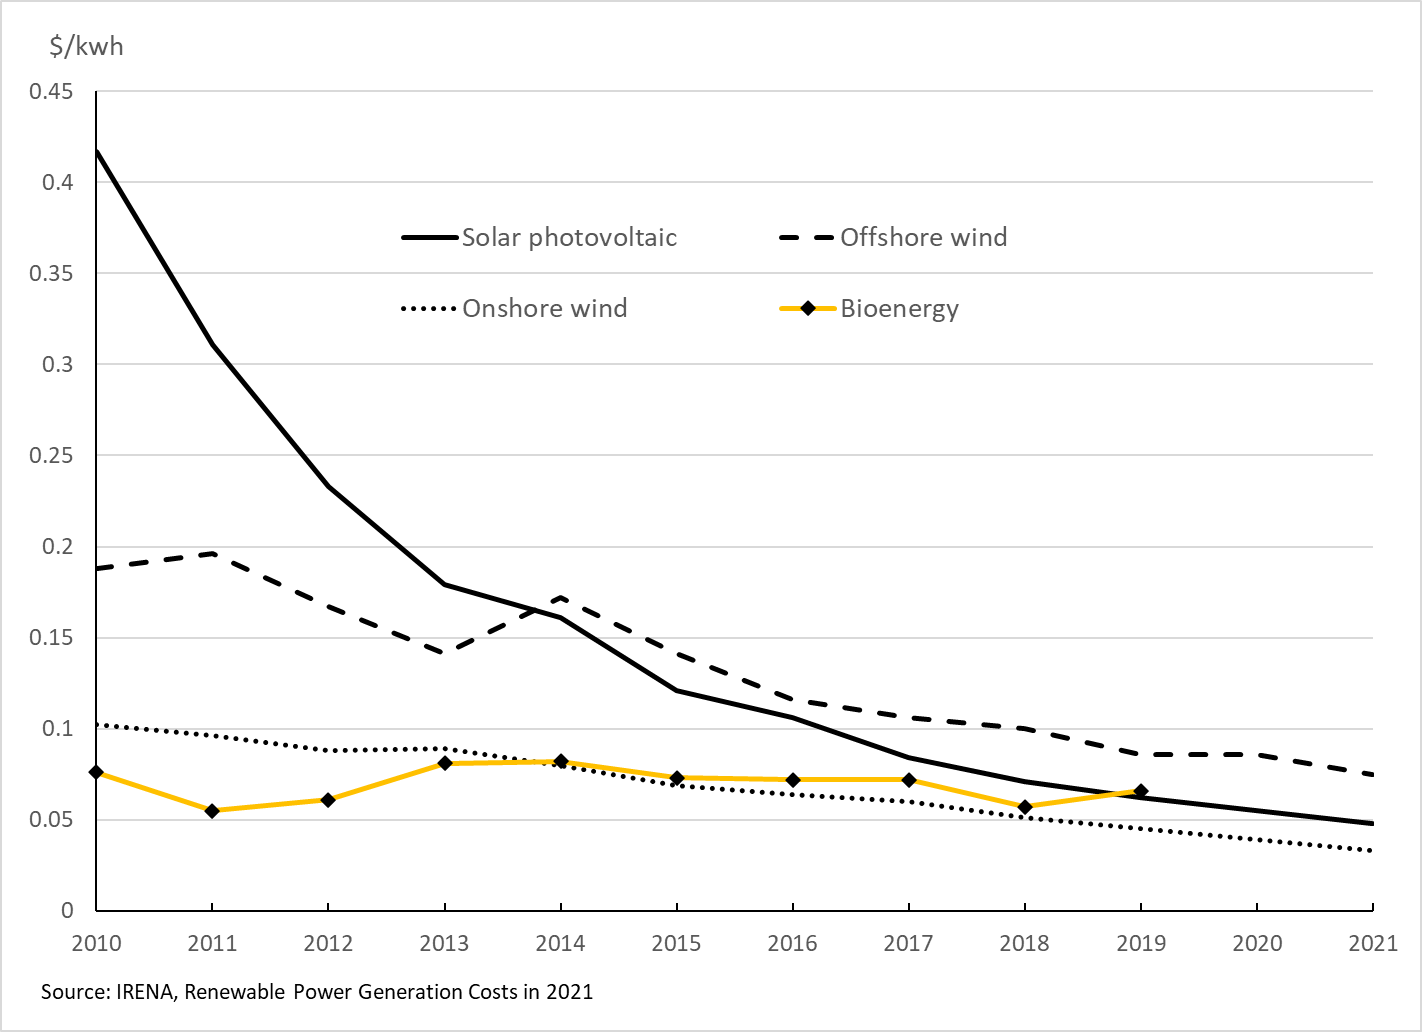 $/kwh
0.45
0.4
0.35
0.3
0.25
0.2
0.15
0.1
0.05
0
Solar photovoltaic
Offshore wind
Onshore wind
Bioenergy
2010 2011 2012 2013 2014 2015 2016 2017 2018 2019 2020 2021
Source: IRENA, Renewable Power Generation Costs in 2021